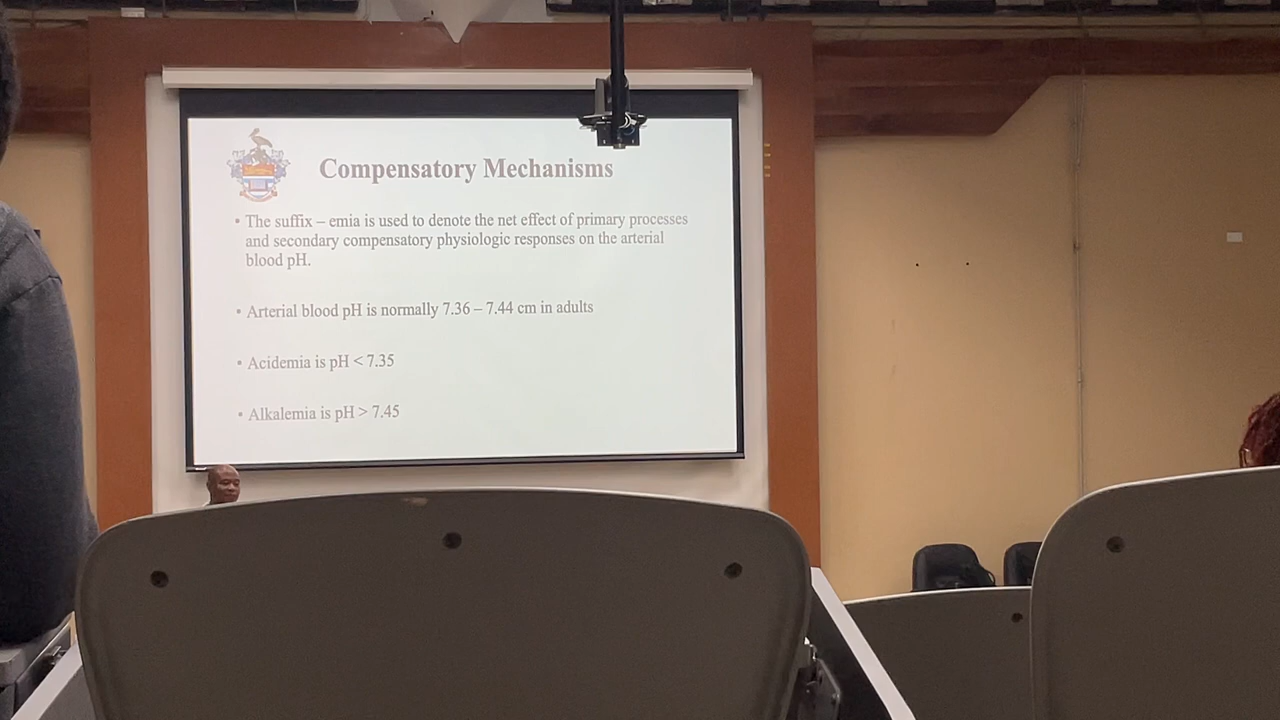 Compensatory Mechanisms
• The suffix – emia is used to denote the net effect of primary processes
and secondary compensatory physiologic responses on the arterial
blood pH.
• Arterial blood pH is normally 7.36 – 7.44 cm in adults
• Acidemia is pH < 7.35
• Alkalemia is pH > 7.45